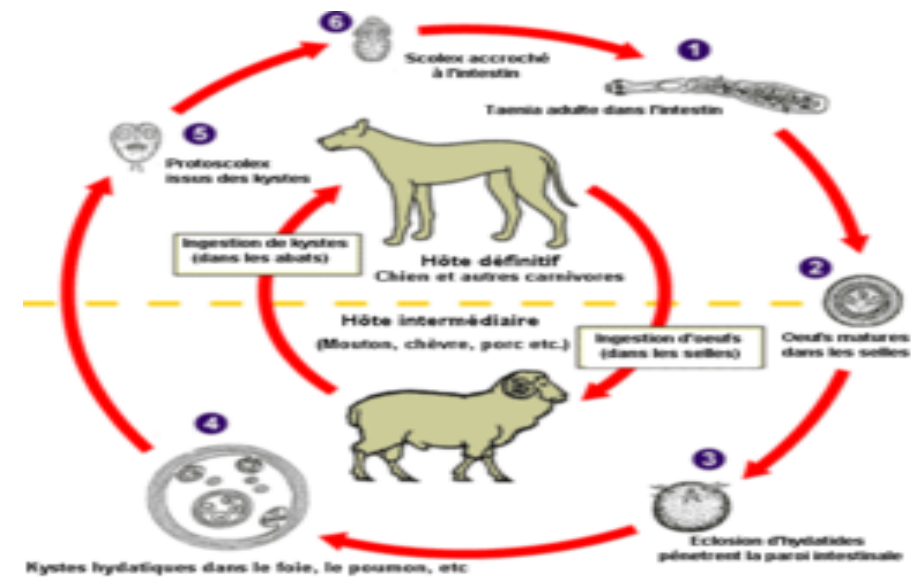 6
Scolex accroché
à l'intestin
1
Taenia adulte dans l'intestin
5
Protoscolex
issus des kystes
Ingestion de kystes
(dans les abats)
Hôte définitif
Chien et autres carnivores
2
Oeufs matures
dans les selles
Hôte intermédiaire
(Mouton, chèvre, porc etc.)
Ingestion d'oeufs
(dans les selles)
4
3
Eclosion d'hydatides
pénetrent la paroi intestinale
Kystes hydatiques dans le foie, le poumon, etc